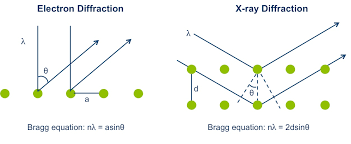 Electron Diffraction
X-ray Diffraction
λ
λ
θ
d
θ
a
Bragg equation: nλ = asinθ
Bragg equation: nλ = 2dsinθ